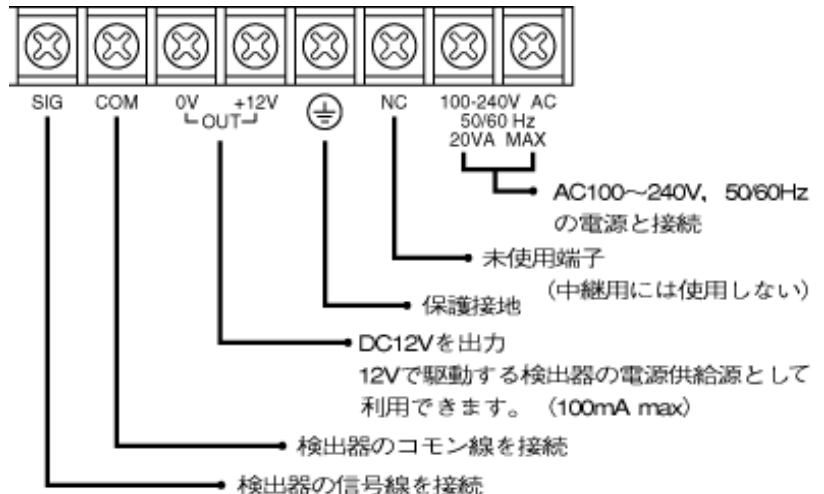 SIG COM 0V +12V NC 100-240V AC
OUT 50/60 Hz
20VA MAX
AC100〜240V，50/60Hz
の電源と接続
未使用端子
（中継用には使用しない）
保護接地
DC12Vを出力
12Vで駆動する検出器の電源供給源として
利用できます。（100mA max）
検出器のコモン線を接続
検出器の信号線を接続